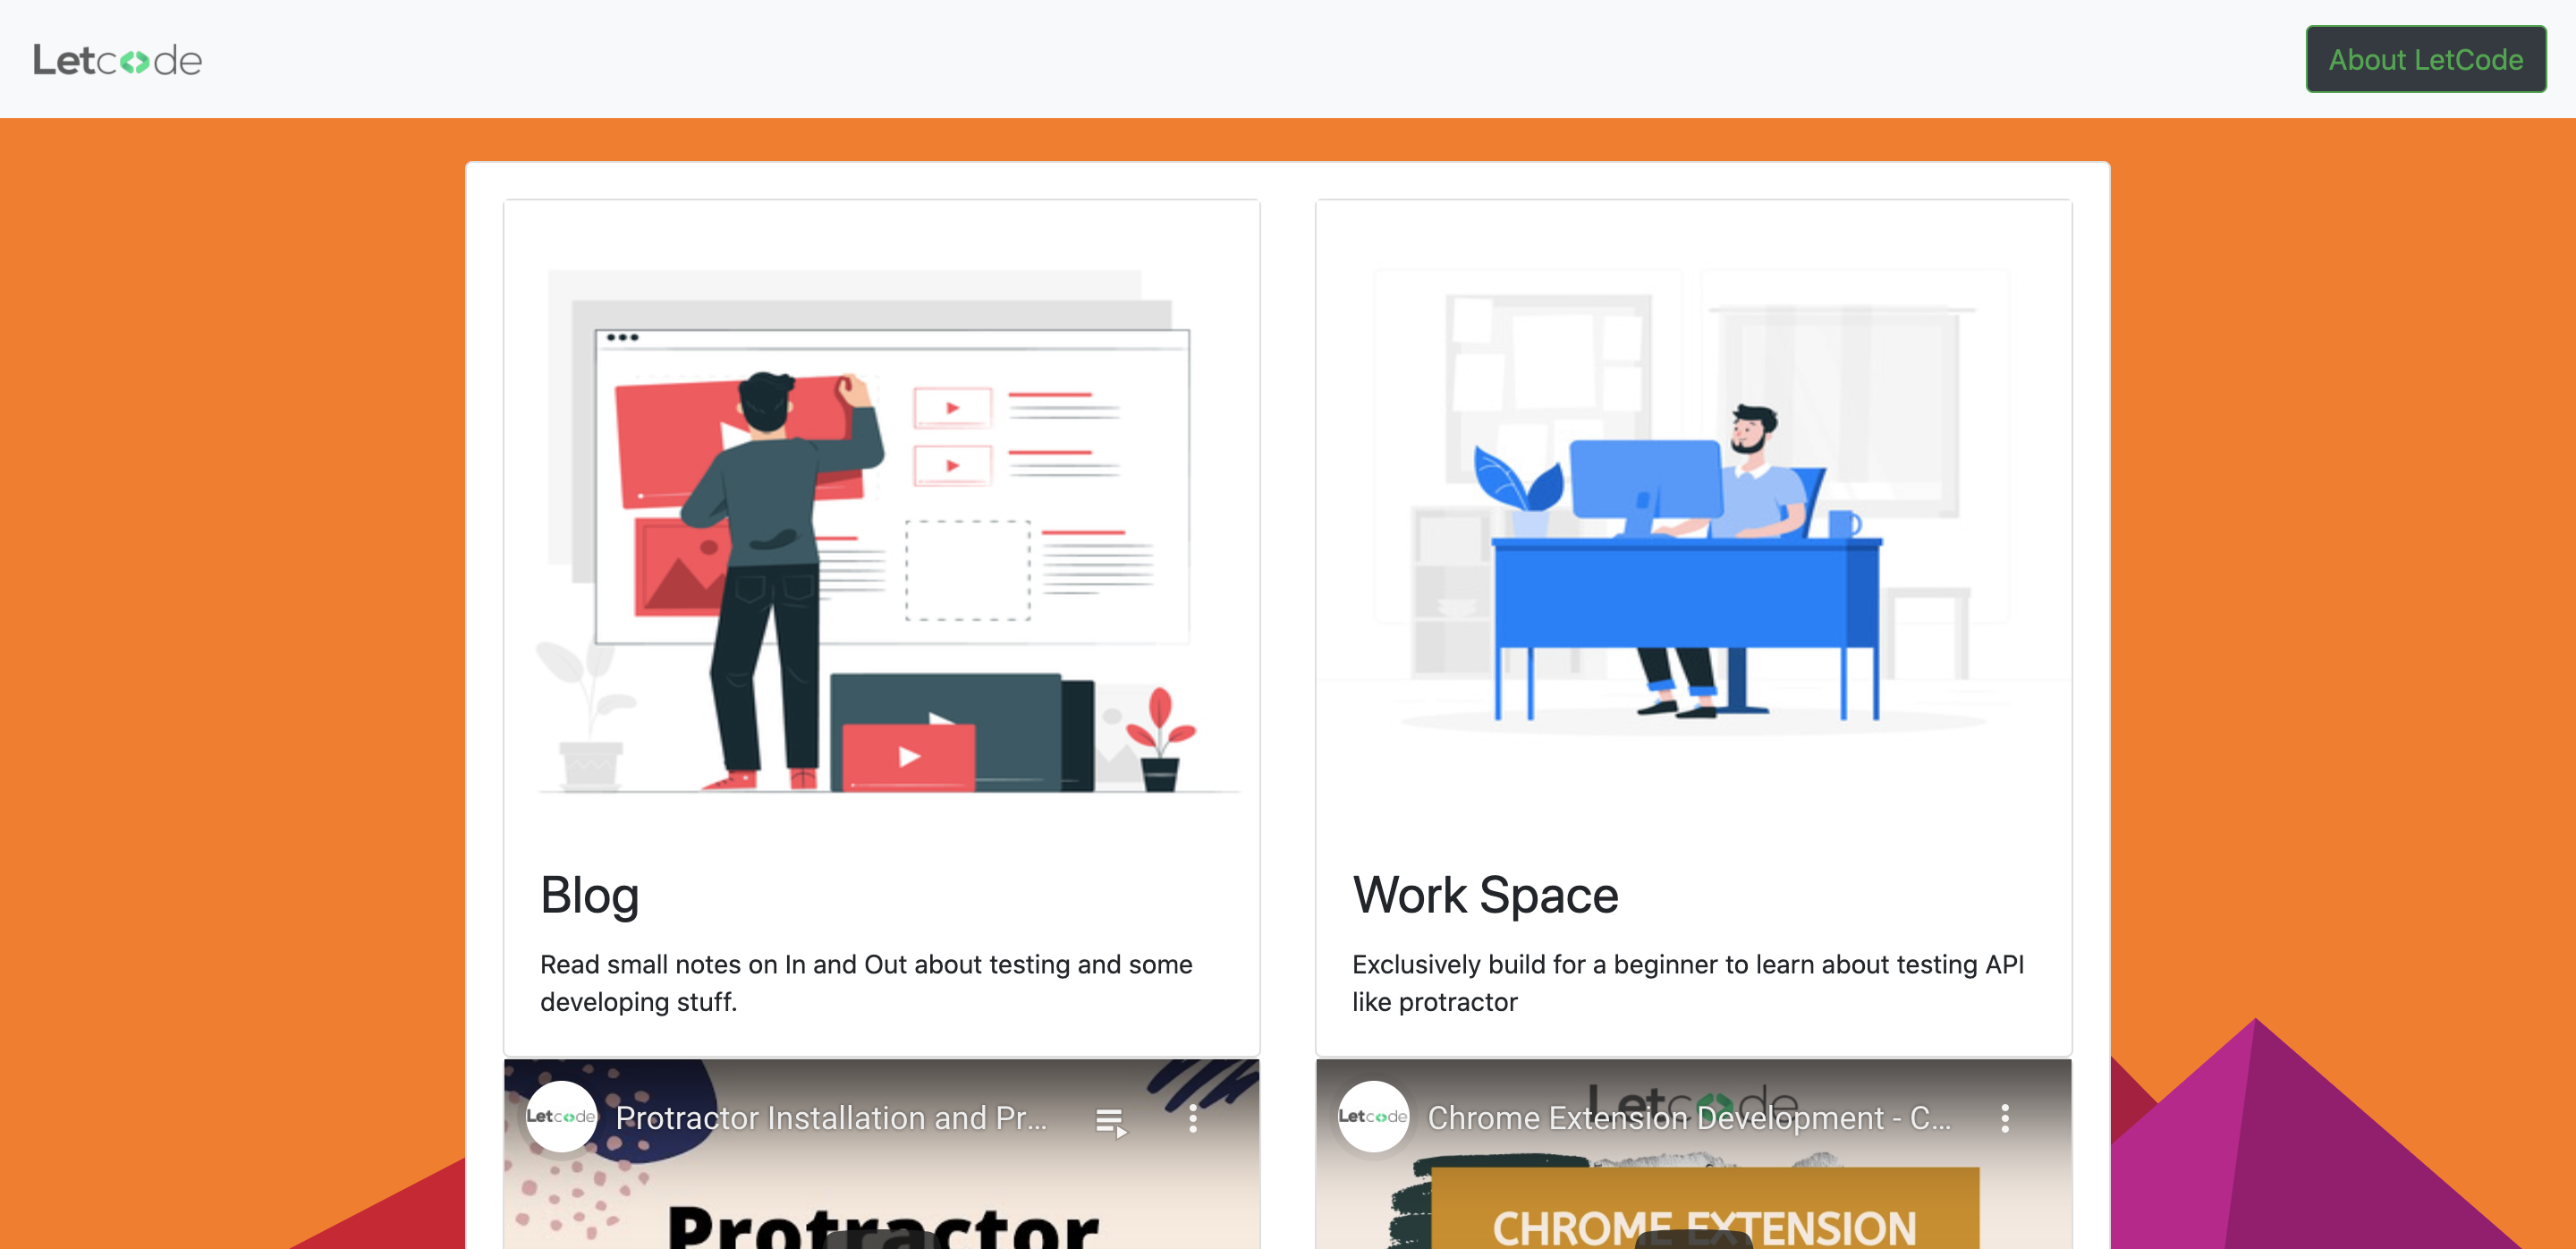 Letcode
About LetCode
Blog
Read small notes on In and Out about testing and some
developing stuff.
Work Space
Exclusively build for a beginner to learn about testing API
like protractor
Letcode
Protractor Installation and Pr...
Protractor
Letcode
Letcode
Chrome Extension Development - C...
CHROME EXTENSION